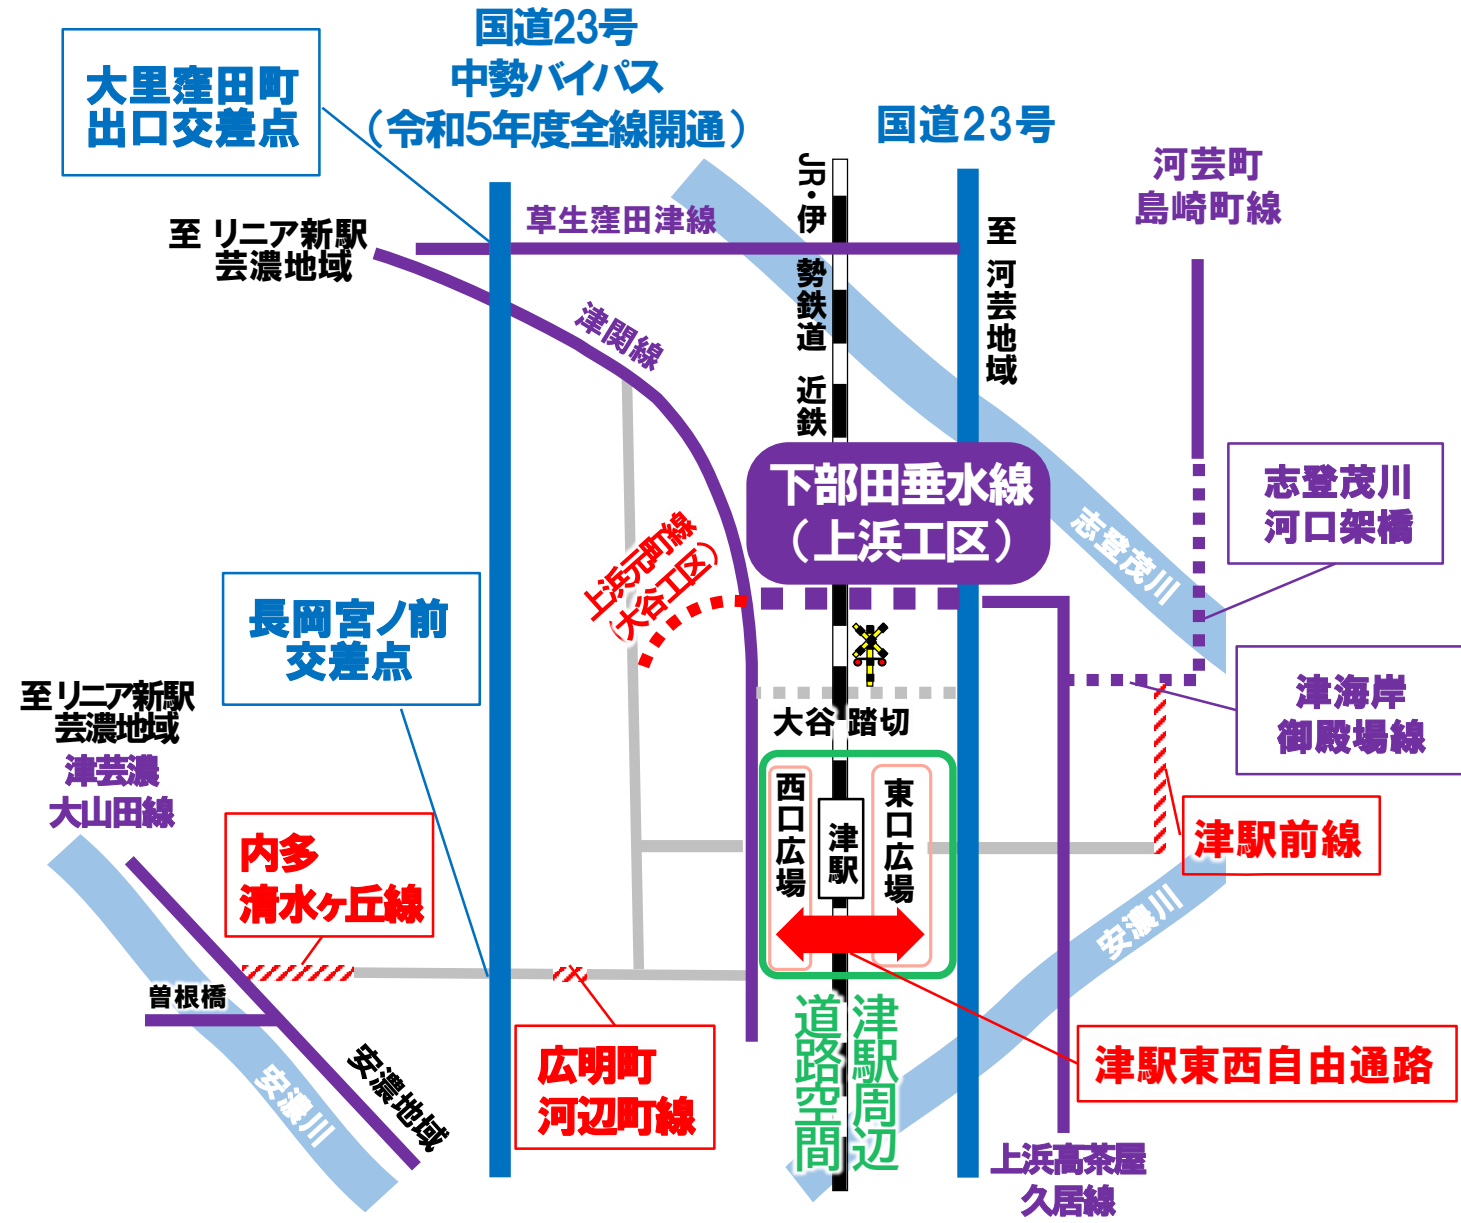 国道23号
中勢バイパス
（令和5年度全線開通）
大里窪田町
出口交差点
国道23号
河芸町
島崎町線
草生窪田津線
JR・伊勢鉄道 近鉄
至 河芸地域
至 リニア新駅
芸濃地域
津関線
下部田垂水線
（上浜工区）
志登茂川
河口架橋
志登茂川
上浜元町線
（大谷工区）
長岡宮ノ前
交差点
津海岸
御殿場線
至 リニア新駅
芸濃地域
津芸濃
大山田線
大谷踏切
西口広場
津駅
東口広場
津駅前線
内多
清水ヶ丘線
安濃川
曽根橋
安濃地域
安濃川
広明町
河辺町線
津駅周辺
道路空間
津駅東西自由通路
上浜高茶屋
久居線